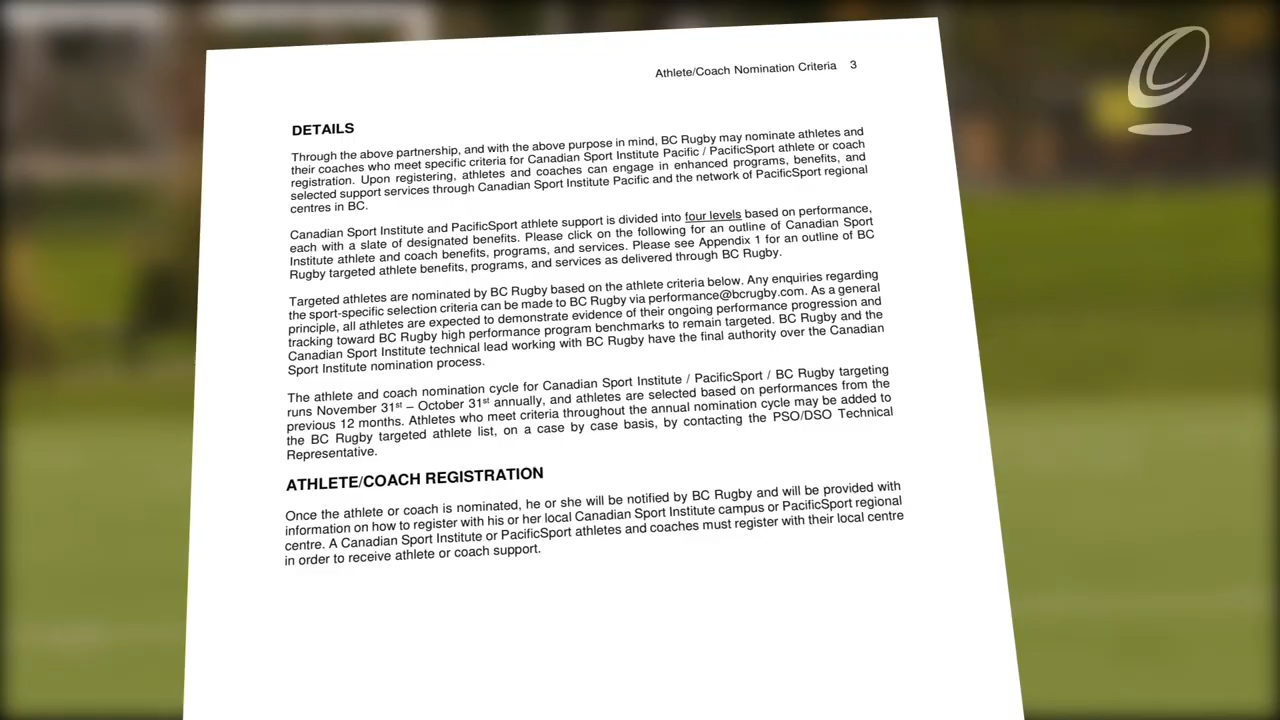 Athlete/Coach Nomination Criteria 3
DETAILS
Through the above partnership, and with the above purpose in mind, BC Rugby may nominate athletes and
their coaches who meet specific criteria for Canadian Sport Institute Pacific / PacificSport athlete or coach
registration. Upon registering, athletes and coaches can engage in enhanced programs, benefits, and
selected support services through Canadian Sport Institute Pacific and the network of PacificSport regional
centres in BC.
Canadian Sport Institute and PacificSport athlete support is divided into four levels based on performance,
each with a slate of designated benefits. Please click on the following for an outline of Canadian Sport
Institute athlete and coach benefits, programs, and services. Please see Appendix 1 for an outline of BC
Rugby targeted athlete benefits, programs, and services as delivered through BC Rugby.
Targeted athletes are nominated by BC Rugby based on the athlete criteria below. Any enquiries regarding
the sport-specific selection criteria can be made to BC Rugby via performance@bcrugby.com. As a general
principle, all athletes are expected to demonstrate evidence of their ongoing performance progression and
tracking toward BC Rugby high performance program benchmarks to remain targeted. BC Rugby and the
Canadian Sport Institute technical lead working with BC Rugby have the final authority over the Canadian
Sport Institute nomination process.
The athlete and coach nomination cycle for Canadian Sport Institute / PacificSport / BC Rugby targeting
runs November 31st – October 31st annually, and athletes are selected based on performances from the
previous 12 months. Athletes who meet criteria throughout the annual nomination cycle may be added to
the BC Rugby targeted athlete list, on a case by case basis, by contacting the PSO/DSO Technical
Representative.
ATHLETE/COACH REGISTRATION
Once the athlete or coach is nominated, he or she will be notified by BC Rugby and will be provided with
information on how to register with his or her local Canadian Sport Institute campus or PacificSport regional
centre. A Canadian Sport Institute or PacificSport athletes and coaches must register with their local centre
in order to receive athlete or coach support.